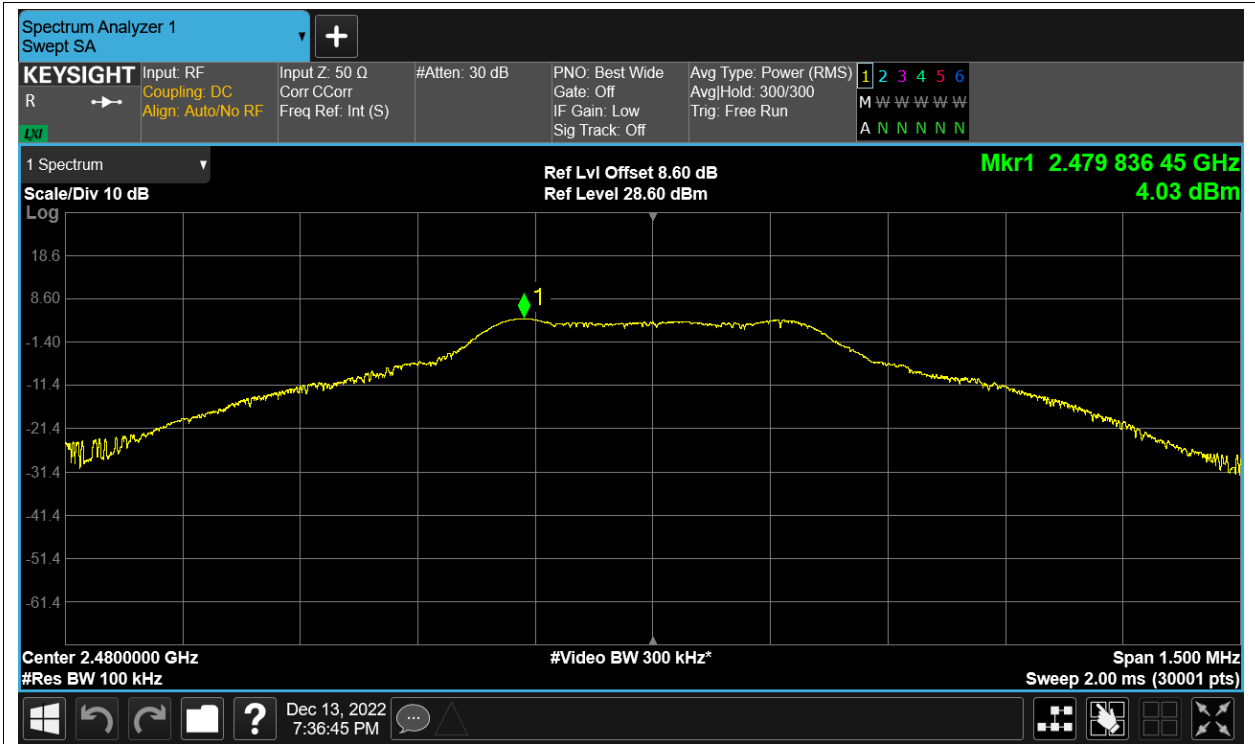 Spectrum Analyzer 1
Swept SA
KEYSIGHT
R
LXI
Input: RF
Coupling: DC
Align: Auto/No RF
Input Z: 50 Ω
Corr CCorr
Freq Ref: Int (S)
#Atten: 30 dB
PNO: Best Wide
Gate: Off
IF Gain: Low
Sig Track: Off
Avg Type: Power (RMS)
Avg|Hold: 300/300
Trig: Free Run
1 2 3 4 5 6
M W W W W W
A N N N N N
1 Spectrum
Scale/Div 10 dB
Log
Ref Lvl Offset 8.60 dB
Ref Level 28.60 dBm
Mkr1 2.479 836 45 GHz
4.03 dBm
18.6
8.60
1
-1.40
-11.4
-21.4
-31.4
-41.4
-51.4
-61.4
Center 2.4800000 GHz
#Res BW 100 kHz
#Video BW 300 kHz*
Span 1.500 MHz
Sweep 2.00 ms (30001 pts)
?
Dec 13, 2022
7:36:45 PM